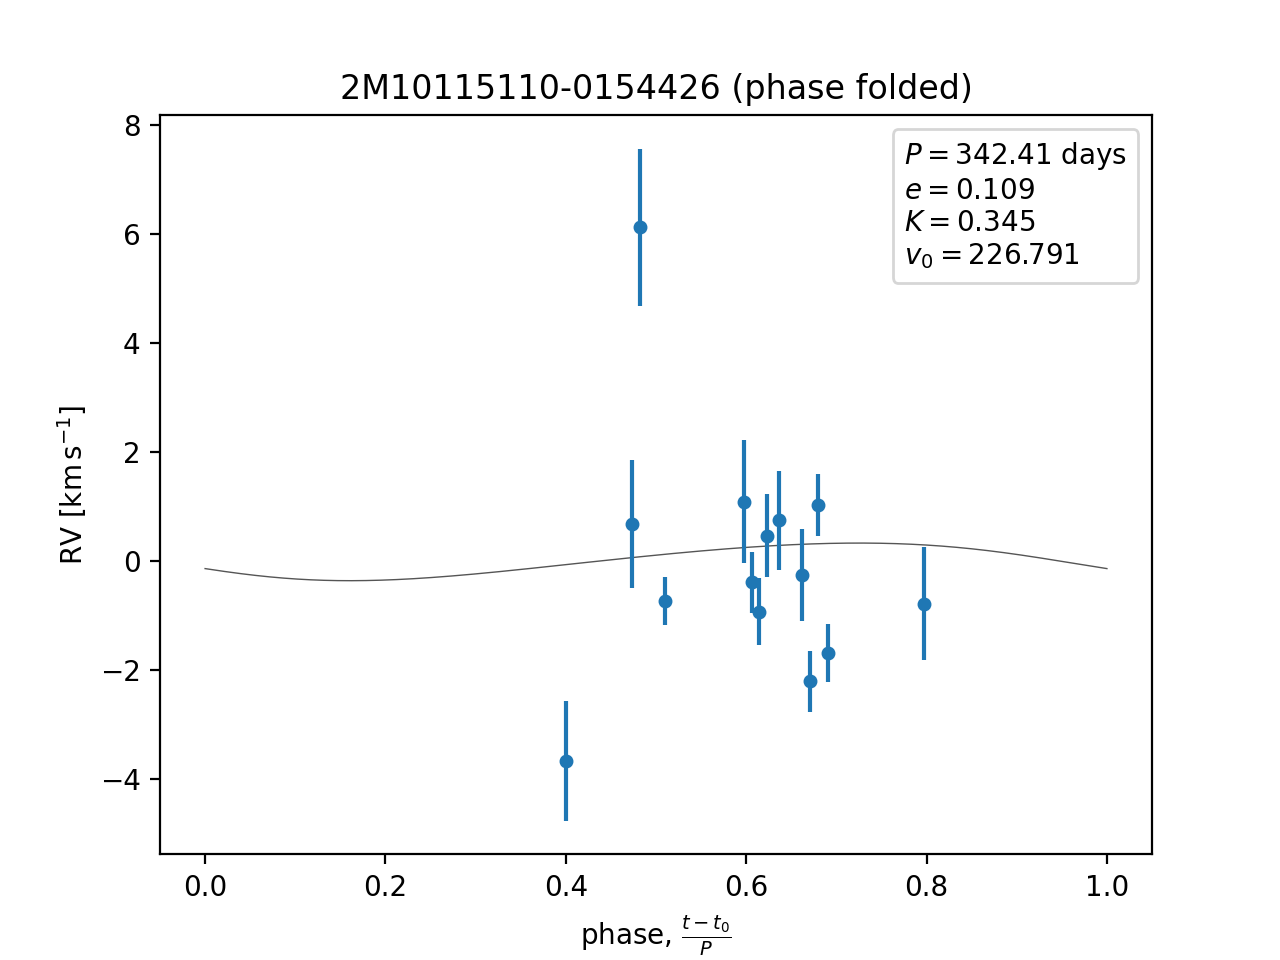 2M10115110-0154426 (phase folded)
P = 342.41 days
e = 0.109
K = 0.345
v₀ = 226.791
8
6
4
2
0
−2
−4
RV [km s⁻¹]
0.0 0.2 0.4 0.6 0.8 1.0
phase, (t − t₀)/P